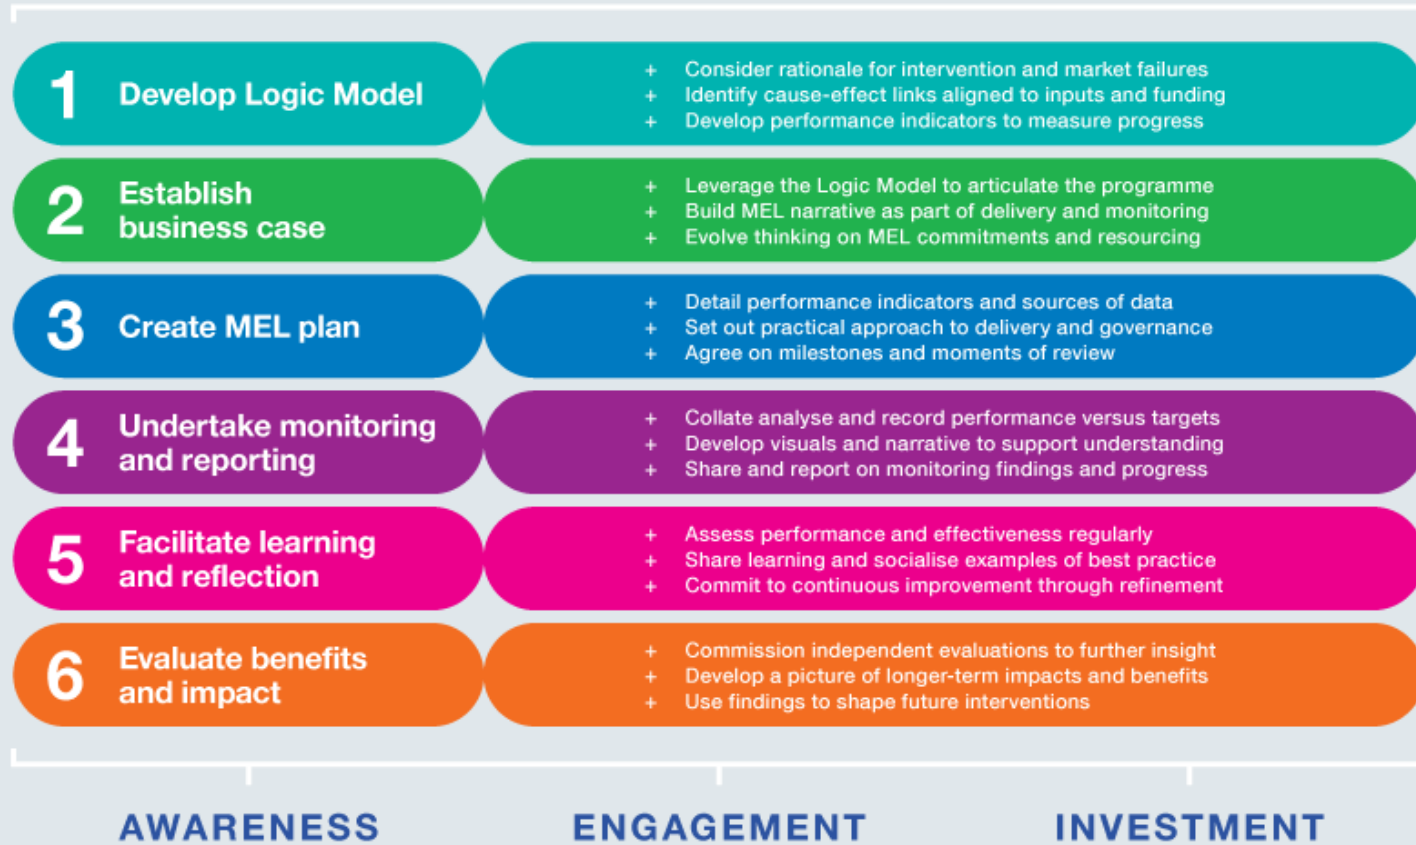 1 Develop Logic Model
+ Consider rationale for intervention and market failures
+ Identify cause-effect links aligned to inputs and funding
+ Develop performance indicators to measure progress
2 Establish
business case
+ Leverage the Logic Model to articulate the programme
+ Build MEL narrative as part of delivery and monitoring
+ Evolve thinking on MEL commitments and resourcing
3 Create MEL plan
+ Detail performance indicators and sources of data
+ Set out practical approach to delivery and governance
+ Agree on milestones and moments of review
4 Undertake monitoring
and reporting
+ Collate analyse and record performance versus targets
+ Develop visuals and narrative to support understanding
+ Share and report on monitoring findings and progress
5 Facilitate learning
and reflection
+ Assess performance and effectiveness regularly
+ Share learning and socialise examples of best practice
+ Commit to continuous improvement through refinement
6 Evaluate benefits
and impact
+ Commission independent evaluations to further insight
+ Develop a picture of longer-term impacts and benefits
+ Use findings to shape future interventions
AWARENESS ENGAGEMENT INVESTMENT